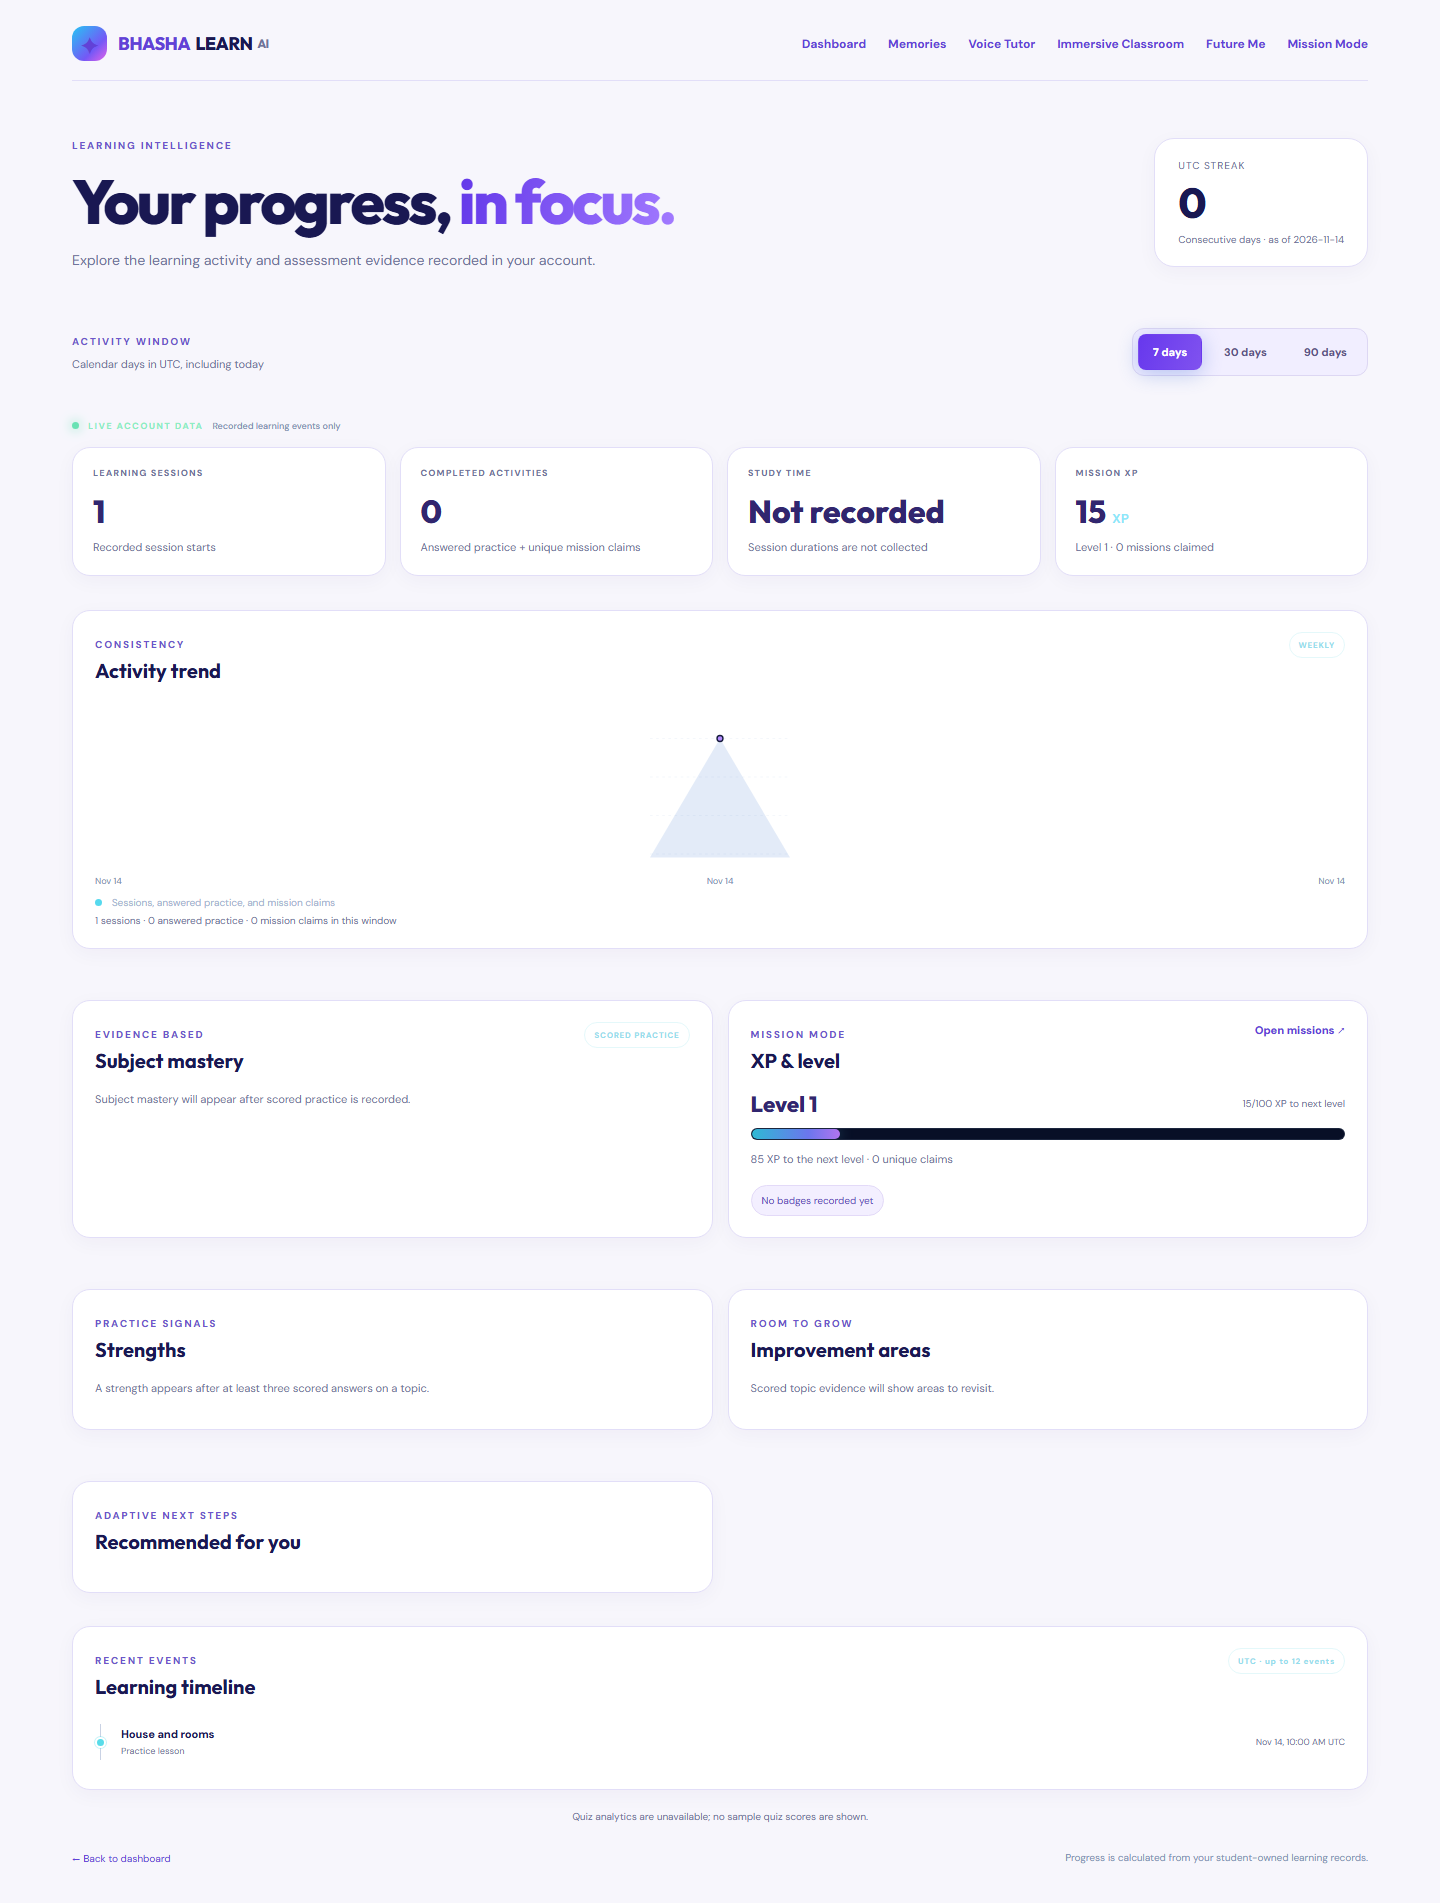 BHASHA LEARN AI
Dashboard Memories Voice Tutor Immersive Classroom Future Me Mission Mode
LEARNING INTELLIGENCE
Your progress, in focus.
Explore the learning activity and assessment evidence recorded in your account.
UTC STREAK
0
Consecutive days · as of 2026-11-14
ACTIVITY WINDOW
Calendar days in UTC, including today
7 days 30 days 90 days
LIVE ACCOUNT DATA Recorded learning events only
LEARNING SESSIONS
1
Recorded session starts
COMPLETED ACTIVITIES
0
Answered practice + unique mission claims
STUDY TIME
Not recorded
Session durations are not collected
MISSION XP
15 XP
Level 1 · 0 missions claimed
CONSISTENCY
Activity trend
WEEKLY
Nov 14 Nov 14 Nov 14
Sessions, answered practice, and mission claims
1 sessions · 0 answered practice · 0 mission claims in this window
EVIDENCE BASED
Subject mastery
SCORED PRACTICE
Subject mastery will appear after scored practice is recorded.
MISSION MODE
XP & level
Open missions ↗
Level 1
15/100 XP to next level
85 XP to the next level · 0 unique claims
No badges recorded yet
PRACTICE SIGNALS
Strengths
A strength appears after at least three scored answers on a topic.
ROOM TO GROW
Improvement areas
Scored topic evidence will show areas to revisit.
ADAPTIVE NEXT STEPS
Recommended for you
RECENT EVENTS
Learning timeline
UTC · up to 12 events
House and rooms
Practice lesson
Nov 14, 10:00 AM UTC
Quiz analytics are unavailable; no sample quiz scores are shown.
← Back to dashboard
Progress is calculated from your student-owned learning records.